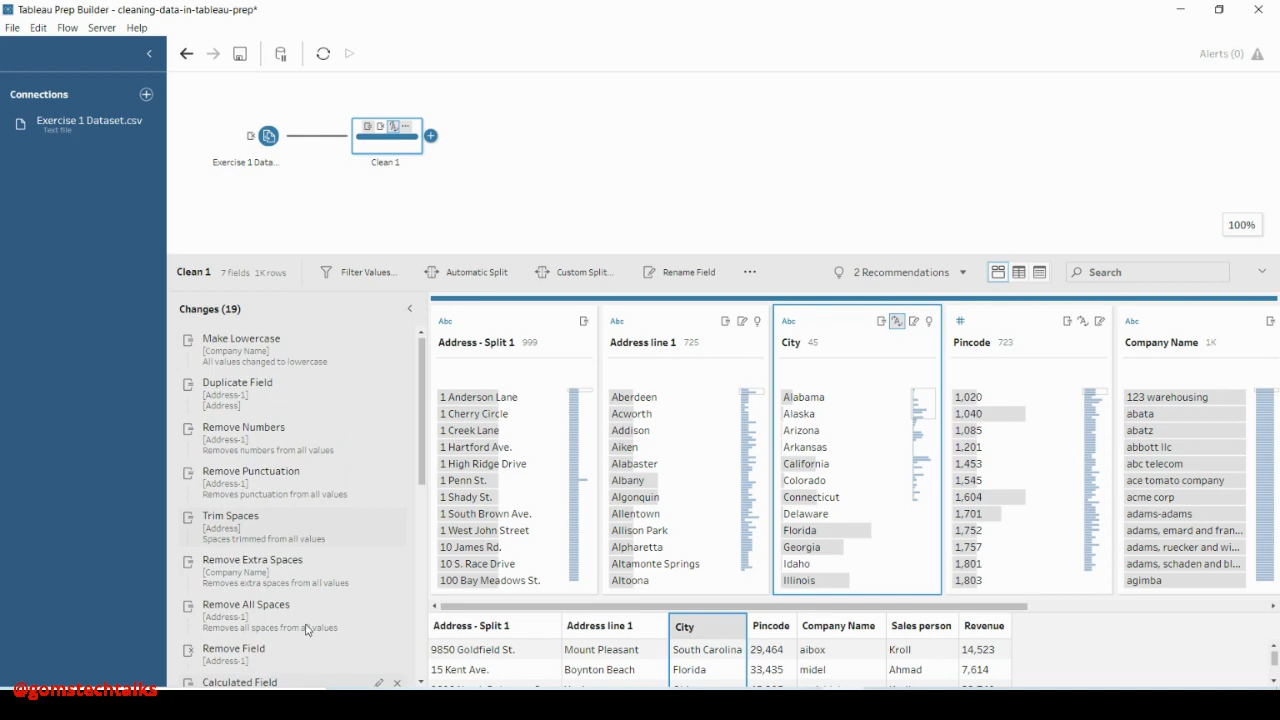 Tableau Prep Builder - cleaning-data-in-tableau-prep*
File Edit Flow Server Help
Alerts (0)
Connections
Exercise 1 Dataset.csv
Text file
Exercise 1 Data...
Clean 1
100%
Clean 1 7 fields 1K rows Filter Values... Automatic Split Custom Split... Rename Field ... 2 Recommendations Search
Changes (19)
Make Lowercase
[Company Name]
All values changed to lowercase
Duplicate Field
[Address-1]
[Address]
Remove Numbers
[Address-1]
Removes numbers from all values
Remove Punctuation
[Address-1]
Removes punctuation from all values
Trim Spaces
[Address]
Spaces trimmed from all values
Remove Extra Spaces
[Company Name]
Removes extra spaces from all values
Remove All Spaces
[Address-1]
Removes all spaces from all values
Remove Field
[Address-1]
Calculated Field
Abc
Address - Split 1 999
1 Anderson Lane
1 Cherry Circle
1 Creek Lane
1 Hartford Ave.
1 High Ridge Drive
1 Penn St.
1 Shady St.
1 South Brown Ave.
1 West John Street
10 James Rd.
10 S. Race Drive
100 Bay Meadows St.
Abc
Address line 1 725
Aberdeen
Acworth
Addison
Aiken
Alabaster
Albany
Algonquin
Allentown
Allison Park
Alpharetta
Altamonte Springs
Altoona
Abc
City 45
Alabama
Alaska
Arizona
Arkansas
California
Colorado
Connecticut
Delaware
Florida
Georgia
Idaho
Illinois
#
Pincode 723
1,020
1,040
1,085
1,201
1,453
1,545
1,604
1,701
1,752
1,757
1,801
1,803
Abc
Company Name 1K
123 warehousing
abata
abatz
abbott llc
abc telecom
ace tomato company
acme corp
adams-adams
adams, emard and fran...
adams, ruecker and wi...
adams, schaden and bl...
agimba
Address - Split 1 Address line 1 City Pincode Company Name Sales person Revenue
9850 Goldfield St. Mount Pleasant South Carolina 29,464 aibox Kroll 14,523
15 Kent Ave. Boynton Beach Florida 33,435 midel Ahmad 7,614
@gomstechtalks